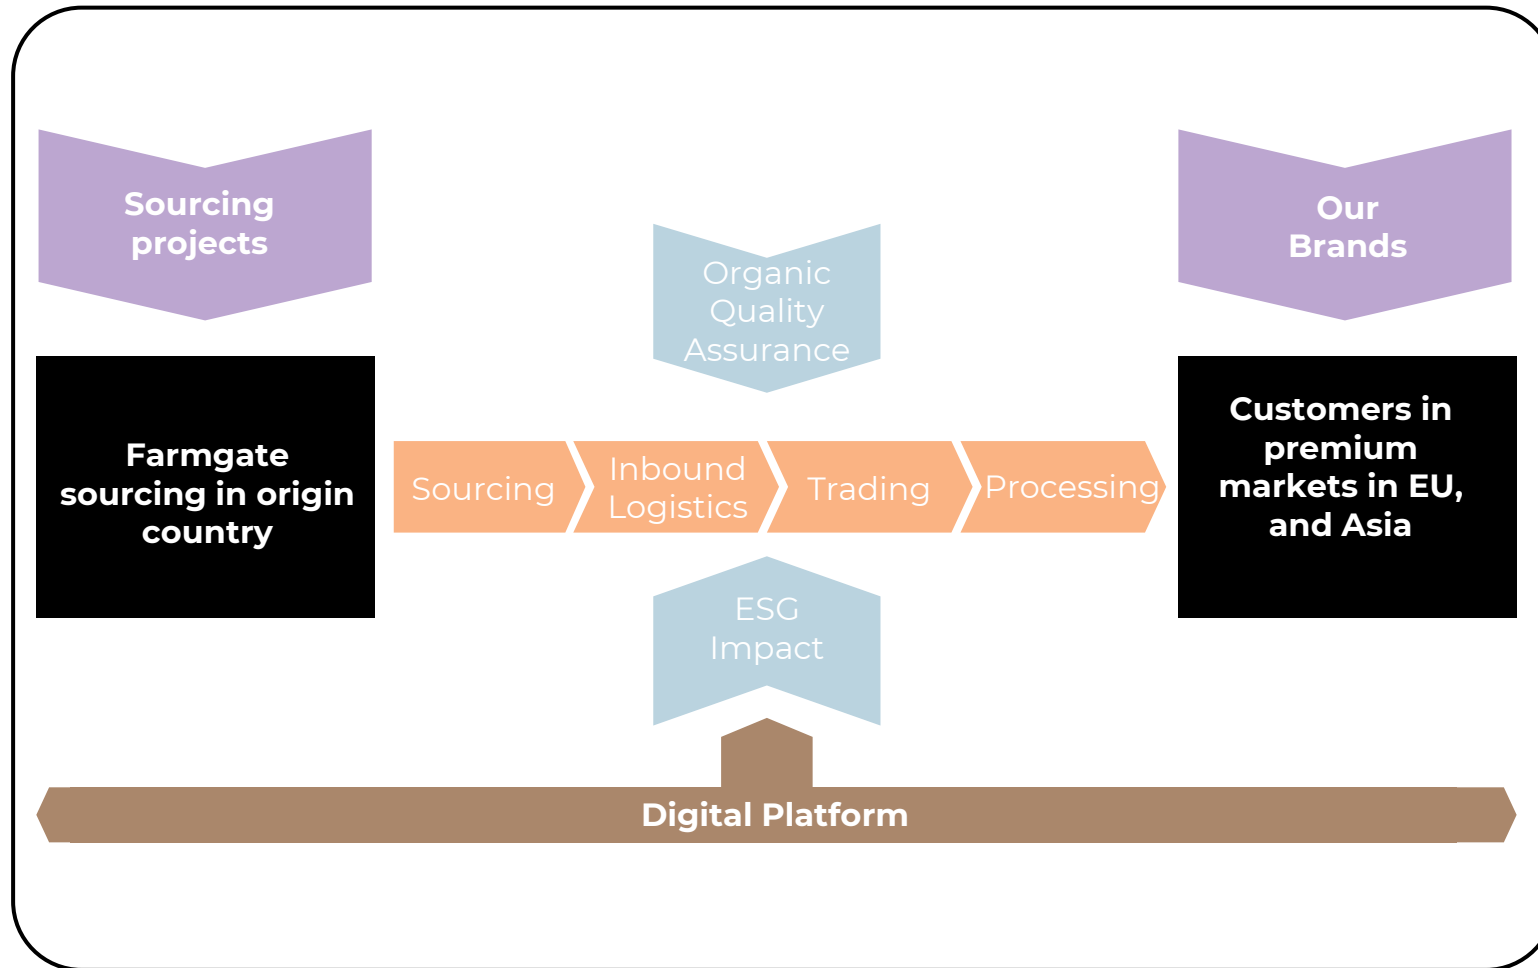 Sourcing
projects
Our
Brands
Organic
Quality
Assurance
Farmgate
sourcing in origin
country
Sourcing
Inbound
Logistics
Trading
Processing
Customers in
premium
markets in EU,
and Asia
ESG
Impact
Digital Platform